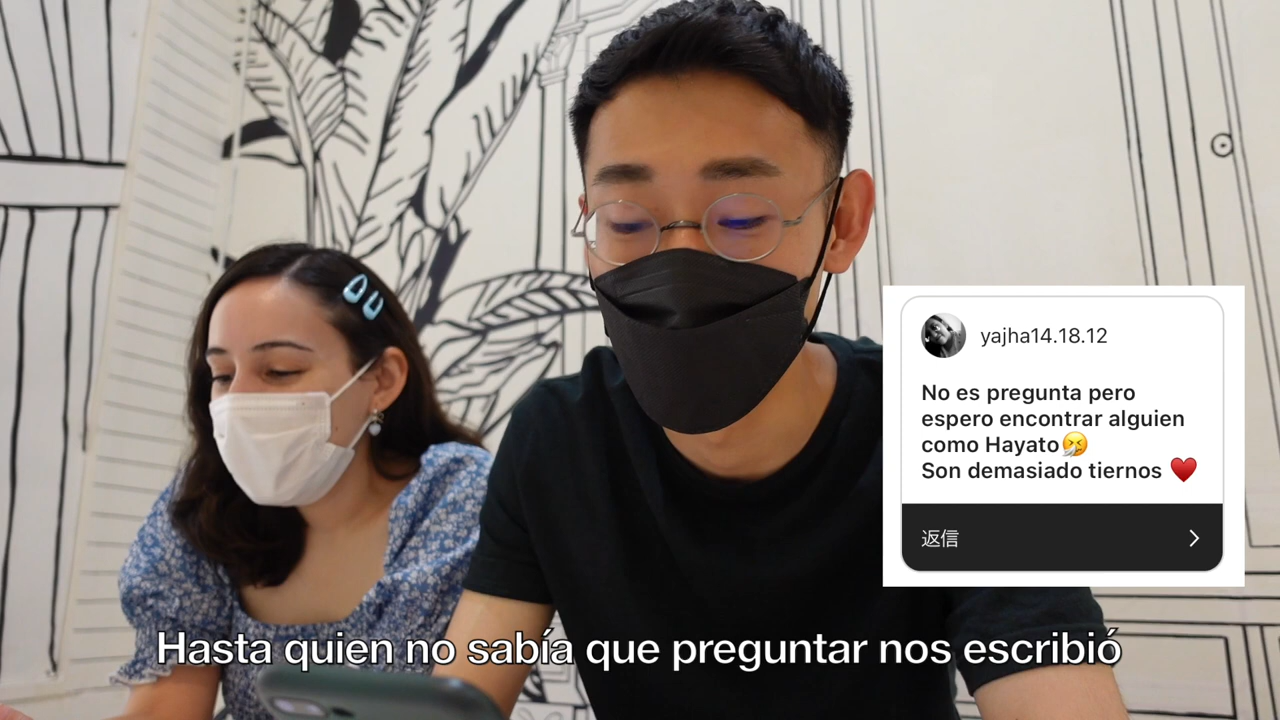 yajha14.18.12
No es pregunta pero
espero encontrar alguien
como Hayato🤧
Son demasiado tiernos ♥️
返信
Hasta quien no sabía que preguntar nos escribió